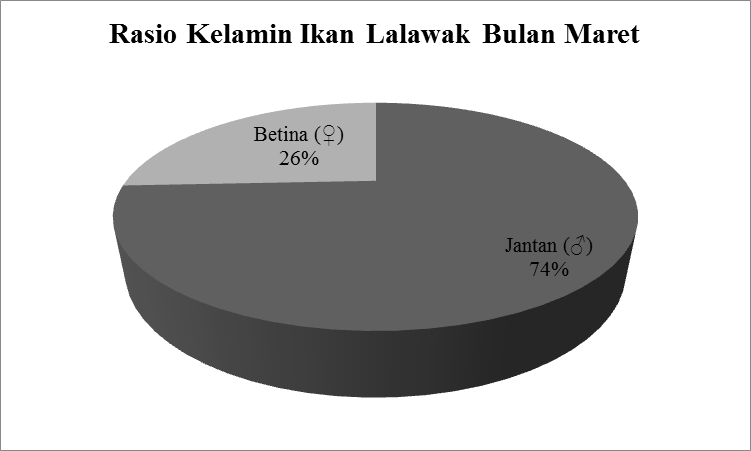 Rasio Kelamin Ikan Lalawak Bulan Maret
Betina (♀)
26%
Jantan (♂)
74%